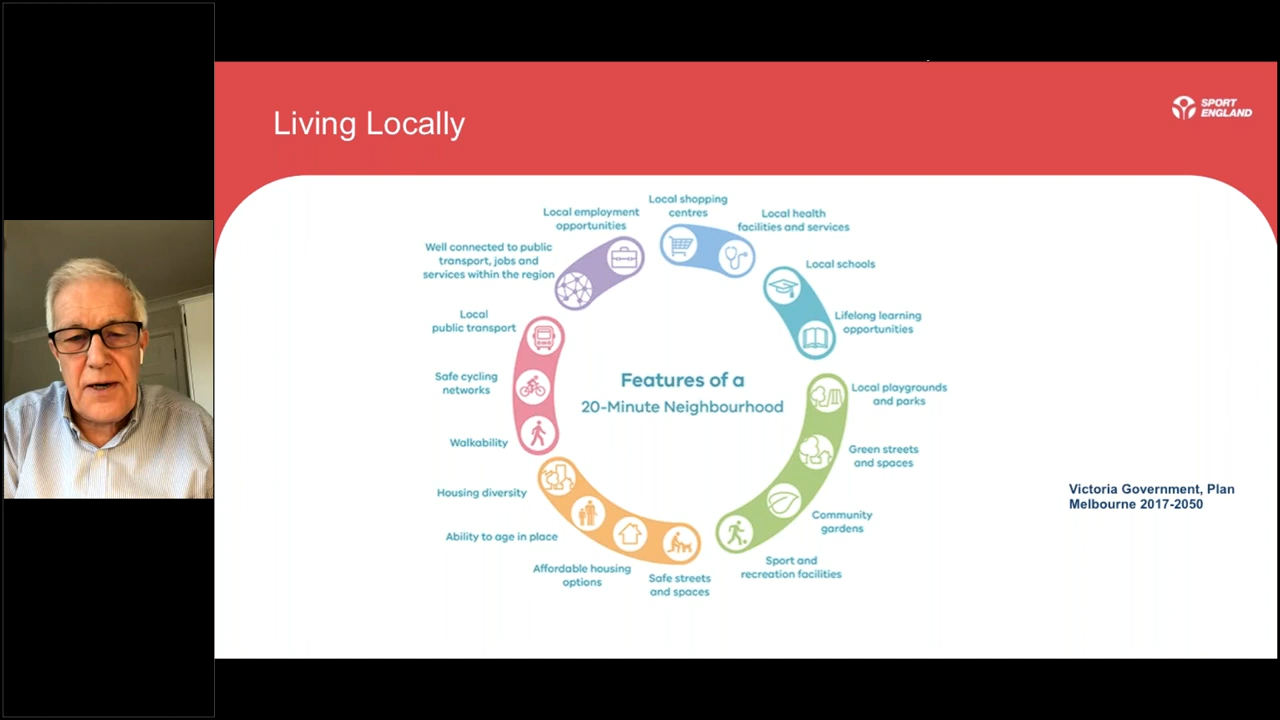 Living Locally
SPORT
ENGLAND
Local shopping
centres
Local health
facilities and services
Local schools
Lifelong learning
opportunities
Local playgrounds
and parks
Green streets
and spaces
Community
gardens
Sport and
recreation facilities
Safe streets
and spaces
Affordable housing
options
Ability to age in place
Housing diversity
Walkability
Safe cycling
networks
Local
public transport
Well connected to public
transport, jobs and
services within the region
Local employment
opportunities
Features of a
20-Minute Neighbourhood
Victoria Government, Plan
Melbourne 2017-2050